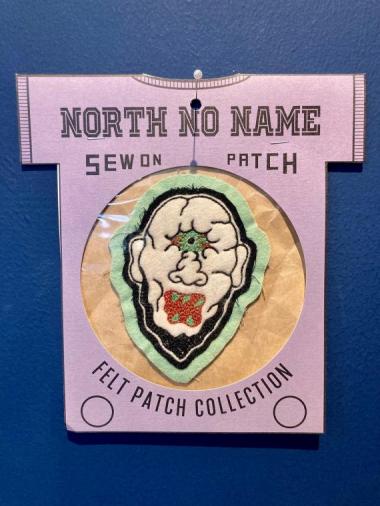 NORTH NO NAME
SEW ON PATCH
FELT PATCH COLLECTION